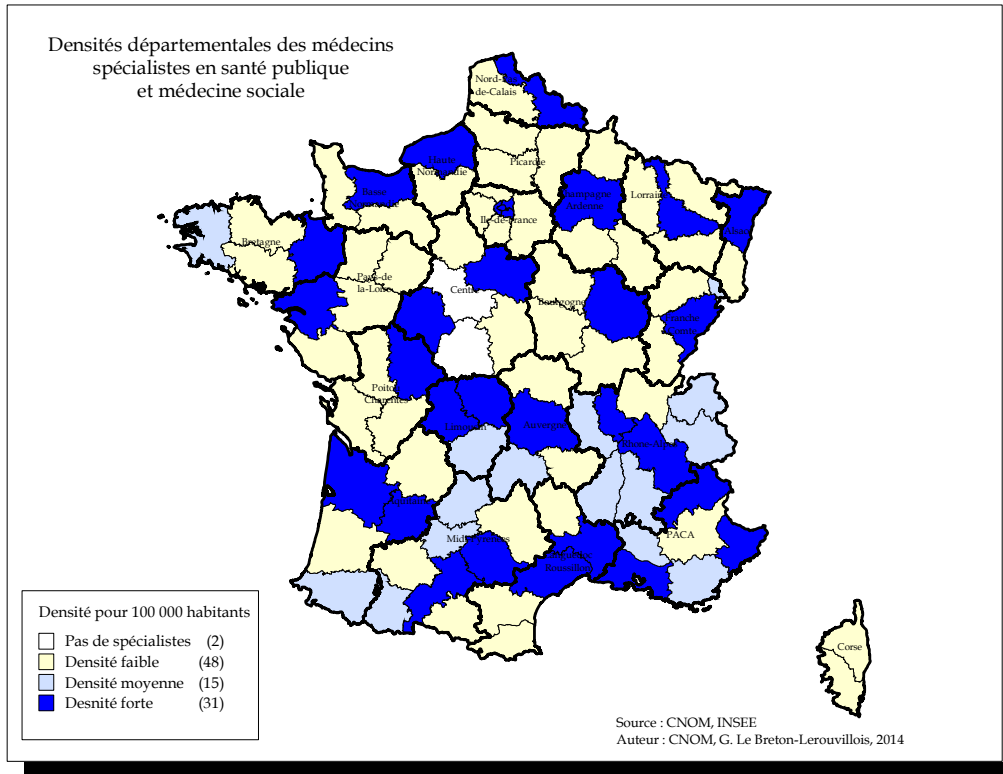 Densités départementales des médecins
spécialistes en santé publique
et médecine sociale
Nord-
de-Calais
Haute
Normandie
Picardie
Basse
Ile-de-France
Ardenne
Lorraine
Alsace
Bretagne
Pays-de
la-Loire
Centre
Bourgogne
Franche
Comté
Poitou
Charentes
Limousin
Auvergne
Rhone-Alpes
Midi-Pyrénées
Roussillon
PACA
Corse
Densité pour 100 000 habitants
Pas de spécialistes (2)
Densité faible (48)
Densité moyenne (15)
Desnité forte (31)
Source : CNOM, INSEE
Auteur : CNOM, G. Le Breton-Lerouvillois, 2014